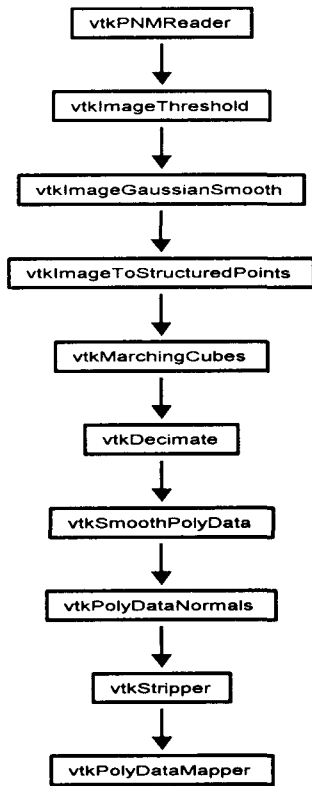 vtkPNMReader
vtkImageThreshold
vtkImageGaussianSmooth
vtkImageToStructuredPoints
vtkMarchingCubes
vtkDecimate
vtkSmoothPolyData
vtkPolyDataNormals
vtkStripper
vtkPolyDataMapper